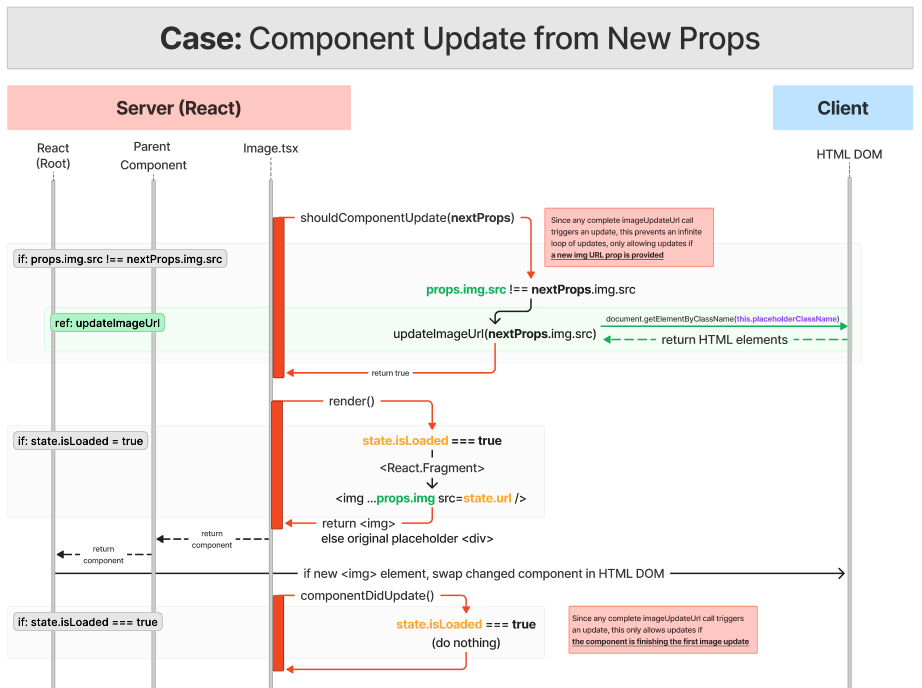 Case: Component Update from New Props
Server (React)
Client
React
(Root)
Parent
Component
Image.tsx
HTML DOM
shouldComponentUpdate(nextProps)
Since any complete imageUpdateUrl call
triggers an update, this prevents an infinite
loop of updates, only allowing updates if
a new img URL prop is provided
if: props.img.src !== nextProps.img.src
props.img.src !== nextProps.img.src
ref: updateImageUrl
updateImageUrl(nextProps.img.src)
document.getElementByClassName(this.placeholderClassName)
return HTML elements
return true
render()
if: state.isLoaded = true
state.isLoaded === true
<React.Fragment>
<img ...props.img src=state.url />
return <img>
else original placeholder <div>
return
component
return
component
if new <img> element, swap changed component in HTML DOM
componentDidUpdate()
if: state.isLoaded === true
state.isLoaded === true
(do nothing)
Since any complete imageUpdateUrl call triggers
an update, this only allows updates if
the component is finishing the first image update